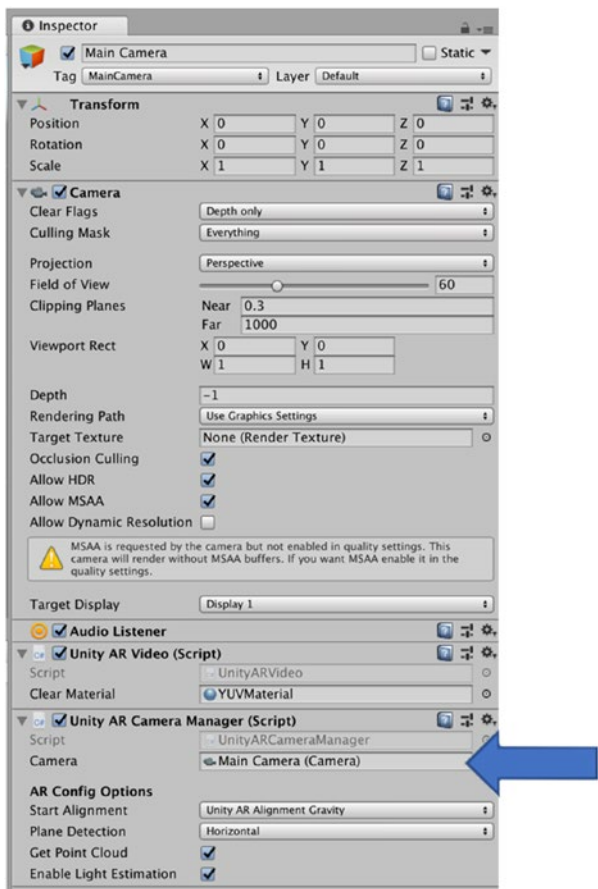 Inspector
Main Camera Static
Tag MainCamera Layer Default
Transform
Position X 0 Y 0 Z 0
Rotation X 0 Y 0 Z 0
Scale X 1 Y 1 Z 1
Camera
Clear Flags Depth only
Culling Mask Everything
Projection Perspective
Field of View 60
Clipping Planes Near 0.3
Far 1000
Viewport Rect X 0 Y 0
W 1 H 1
Depth -1
Rendering Path Use Graphics Settings
Target Texture None (Render Texture)
Occlusion Culling
Allow HDR
Allow MSAA
Allow Dynamic Resolution
MSAA is requested by the camera but not enabled in quality settings. This
camera will render without MSAA buffers. If you want MSAA enable it in the
quality settings.
Target Display Display 1
Audio Listener
Unity AR Video (Script)
Script UnityARVideo
Clear Material YUVMaterial
C# Unity AR Camera Manager (Script)
Script UnityARCameraManager
Camera Main Camera (Camera)
AR Config Options
Start Alignment Unity AR Alignment Gravity
Plane Detection Horizontal
Get Point Cloud
Enable Light Estimation